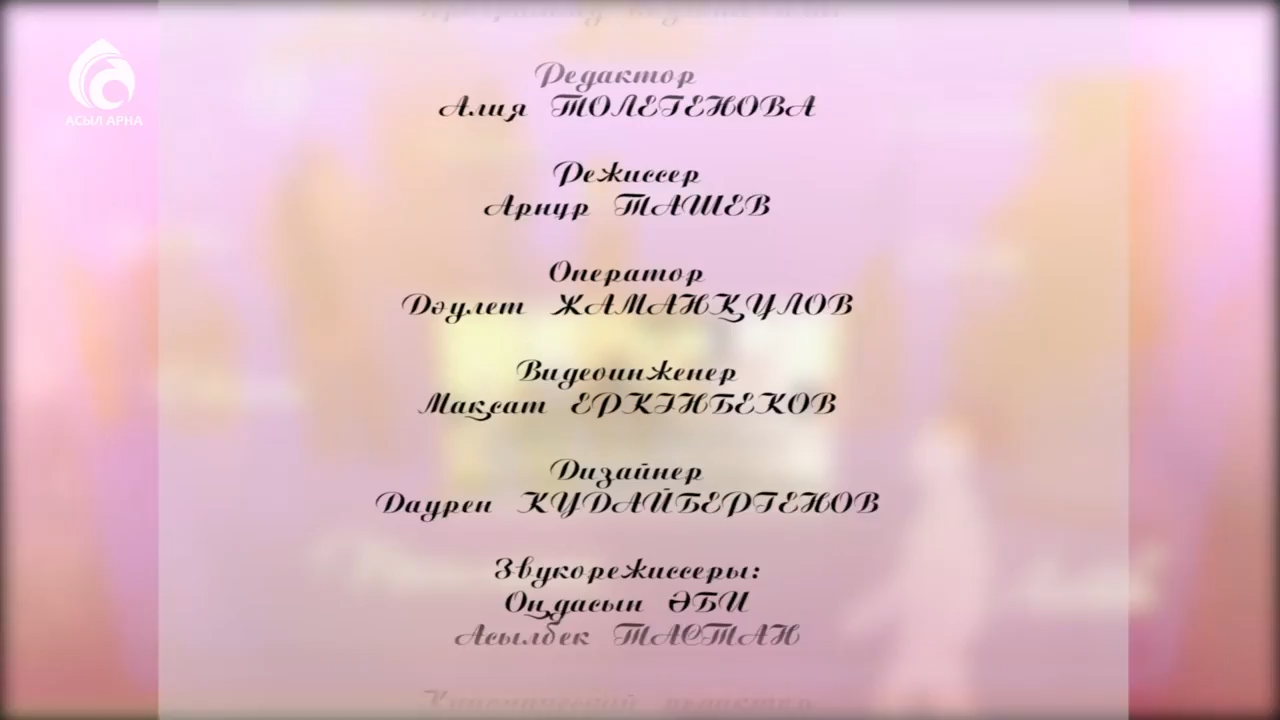 АСЫЛ АРНА
Редактор
Алия ТОЛЕГЕНОВА
Режиссер
Арнур ТАШЕВ
Оператор
Дәулет ЖАМАНҚУЛОВ
Видеоинженер
Мақсат ЕРКІНБЕКОВ
Дизайнер
Даурен КУДАЙБЕРГЕНОВ
Звукорежиссеры:
Оңдасын ӘБИ
Асылбек ТАСТАН